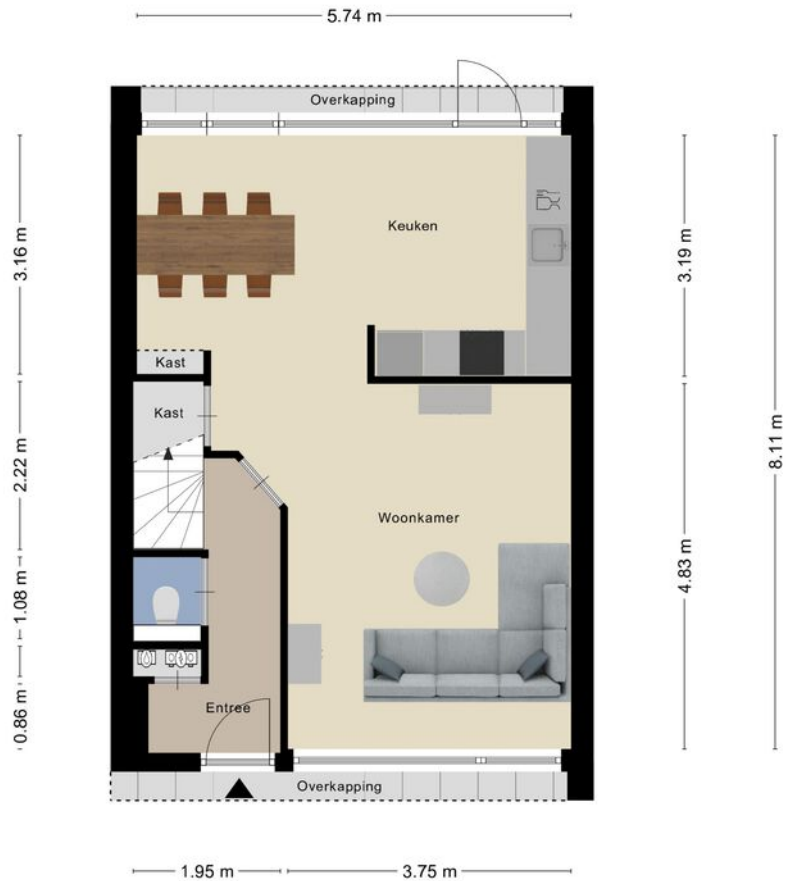 5.74 m
Overkapping
Keuken
3.16 m
3.19 m
Kast
Kast
2.22 m
8.11 m
Woonkamer
4.83 m
1.08 m
0.86 m
Entree
Overkapping
1.95 m
3.75 m